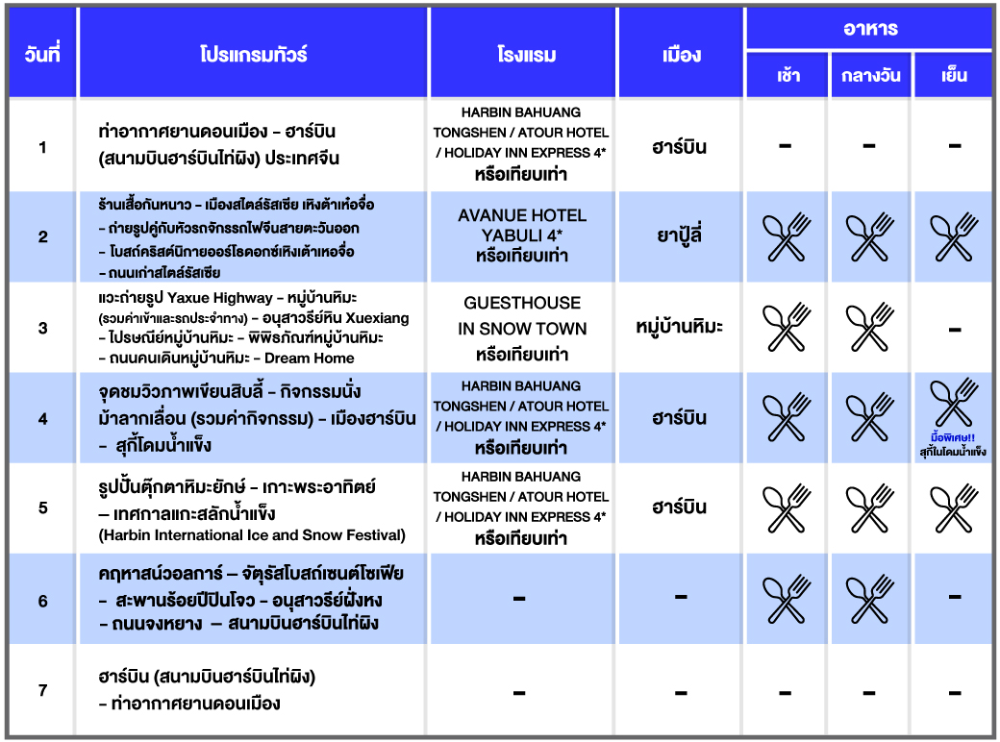 วันที่
โปรแกรมทัวร์
โรงแรม
เมือง
อาหาร
เช้า
กลางวัน
เย็น
1
ท่าอากาศยานดอนเมือง - ฮาร์บิน
(สนามบินฮาร์บินไท่ผิง) ประเทศจีน
HARBIN BAHUANG
TONGSHEN / ATOUR HOTEL
/ HOLIDAY INN EXPRESS 4*
หรือเทียบเท่า
ฮาร์บิน
-
-
-
2
ร้านเสื้อกันหนาว - เมืองสไตล์รัสเซีย เหิงต้าเห๋อจื่อ
- ถ่ายรูปคู่กับหัวรถจักรรถไฟจีนสายตะวันออก
- โบสถ์คริสต์นิกายออร์โธดอกซ์เหิงเต้าเหอจื่อ
- ถนนเก่าสไตล์รัสเซีย
AVANUE HOTEL
YABULI 4*
หรือเทียบเท่า
ยาปู้ลี่
3
แวะถ่ายรูป Yaxue Highway - หมู่บ้านหิมะ
(รวมค่าเข้าและรถประจำทาง) - อนุสาวรีย์หิน Xuexiang
- ไปรษณีย์หมู่บ้านหิมะ - พิพิธภัณฑ์หมู่บ้านหิมะ
- ถนนคนเดินหมู่บ้านหิมะ - Dream Home
GUESTHOUSE
IN SNOW TOWN
หรือเทียบเท่า
หมู่บ้านหิมะ
-
4
จุดชมวิวภาพเขียนสิบลี้ - กิจกรรมนั่ง
ม้าลากเลื่อน (รวมค่ากิจกรรม) - เมืองฮาร์บิน
- สุกี้โดมน้ำแข็ง
HARBIN BAHUANG
TONGSHEN / ATOUR HOTEL
/ HOLIDAY INN EXPRESS 4*
หรือเทียบเท่า
ฮาร์บิน
มื้อพิเศษ!!
สุกี้ในโดมน้ำแข็ง
5
รูปปั้นตุ๊กตาหิมะยักษ์ - เกาะพระอาทิตย์
– เทศกาลแกะสลักน้ำแข็ง
(Harbin International Ice and Snow Festival)
HARBIN BAHUANG
TONGSHEN / ATOUR HOTEL
/ HOLIDAY INN EXPRESS 4*
หรือเทียบเท่า
ฮาร์บิน
6
คฤหาสน์วอลการ์ – จัตุรัสโบสถ์เซนต์โซเฟีย
- สะพานร้อยปีปินโจว - อนุสาวรีย์ฝั่งหง
- ถนนจงหยาง – สนามบินฮาร์บินไท่ผิง
-
-
-
7
ฮาร์บิน (สนามบินฮาร์บินไท่ผิง)
- ท่าอากาศยานดอนเมือง
-
-
-
-
-